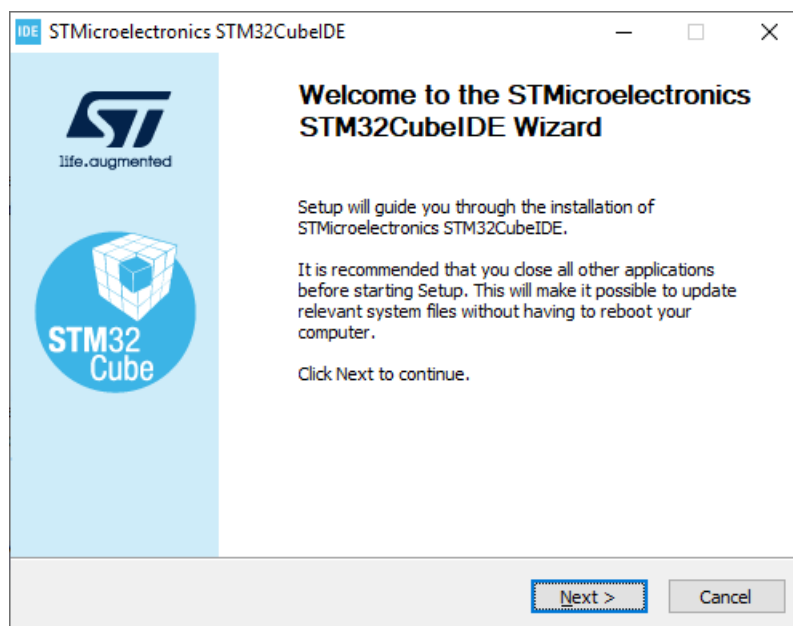 IDE STMicroelectronics STM32CubeIDE
life.augmented
STM32
Cube
Welcome to the STMicroelectronics
STM32CubeIDE Wizard
Setup will guide you through the installation of
STMicroelectronics STM32CubeIDE.
It is recommended that you close all other applications
before starting Setup. This will make it possible to update
relevant system files without having to reboot your
computer.
Click Next to continue.
Next >
Cancel